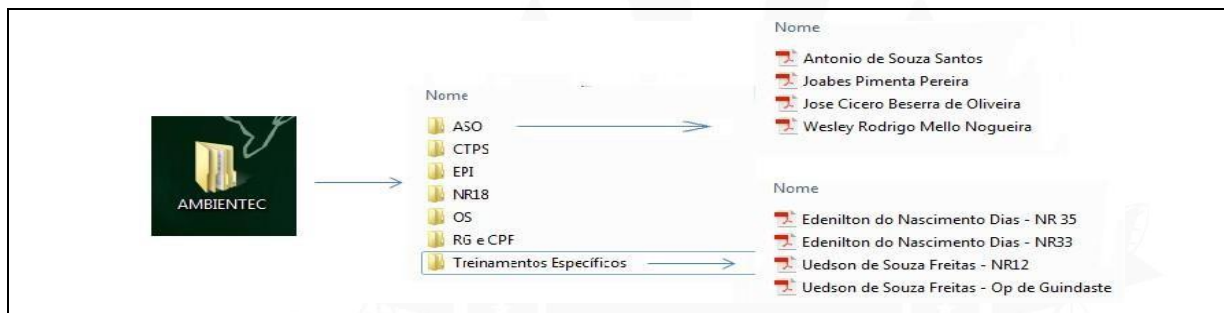 AMBIENTEC
Nome
ASO
CTPS
EPI
NR18
OS
RG e CPF
Treinamentos Específicos
Nome
Antonio de Souza Santos
Joabes Pimenta Pereira
Jose Cicero Beserra de Oliveira
Wesley Rodrigo Mello Nogueira
Nome
Edenilton do Nascimento Dias - NR 35
Edenilton do Nascimento Dias - NR33
Uedson de Souza Freitas - NR12
Uedson de Souza Freitas - Op de Guindaste